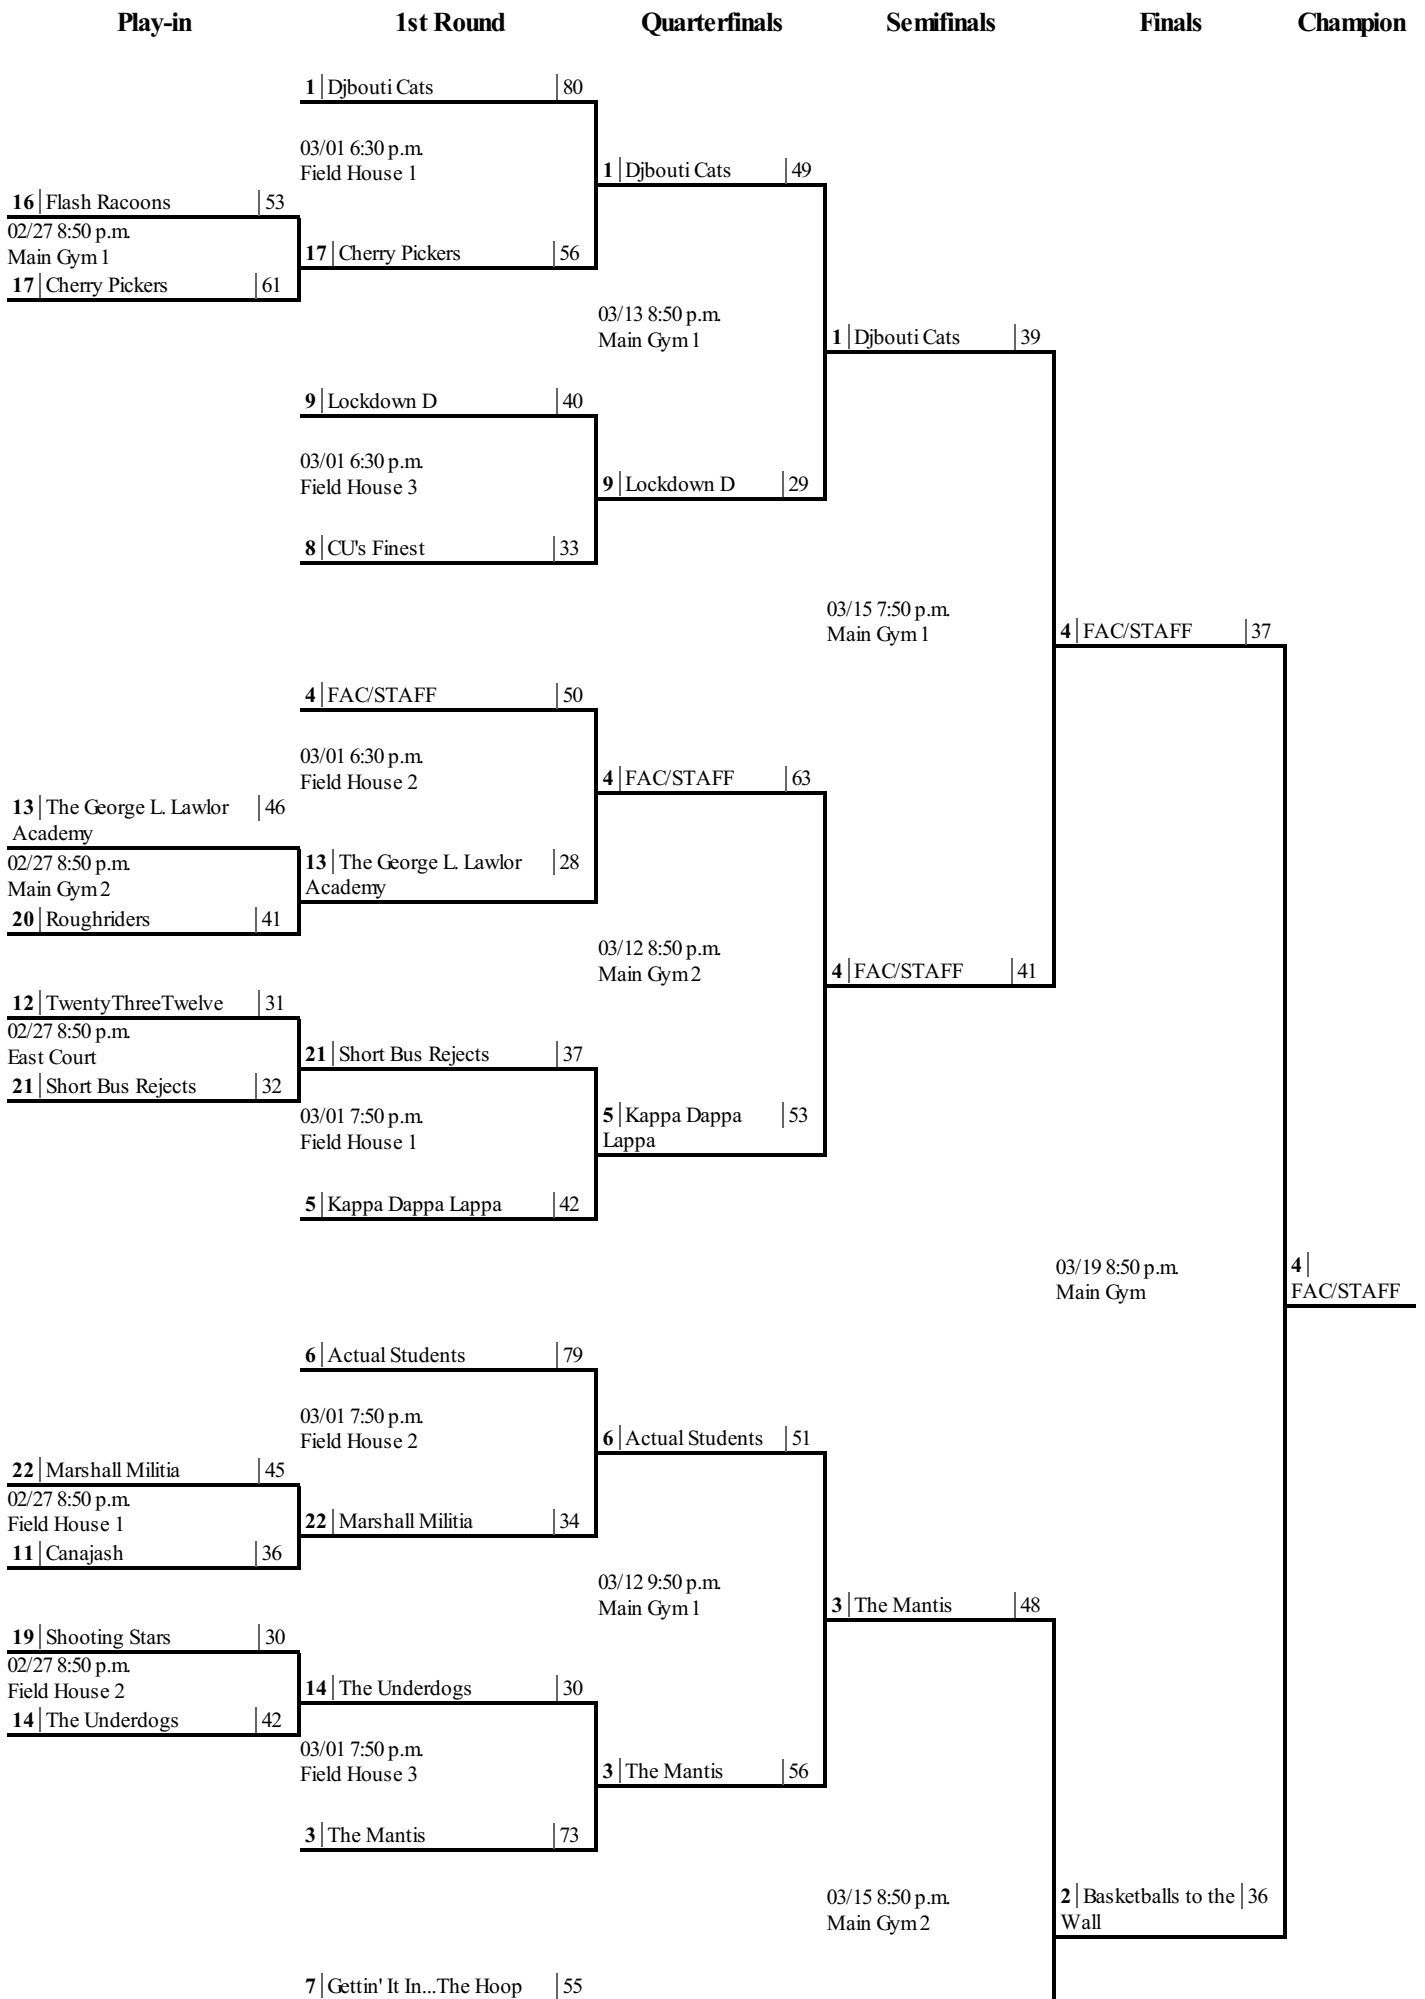 Play-in 1st Round Quarterfinals Semifinals Finals Champion
1 Djbouti Cats 80
03/01 6:30 p.m.
Field House 1
1 Djbouti Cats 49
16 Flash Racoons 53
02/27 8:50 p.m.
Main Gym 1
17 Cherry Pickers 56
17 Cherry Pickers 61
03/13 8:50 p.m.
Main Gym 1
1 Djbouti Cats 39
9 Lockdown D 40
03/01 6:30 p.m.
Field House 3
9 Lockdown D 29
8 CU's Finest 33
03/15 7:50 p.m.
Main Gym 1
4 FAC/STAFF 37
4 FAC/STAFF 50
03/01 6:30 p.m.
Field House 2
4 FAC/STAFF 63
13 The George L. Lawlor 46
Academy
02/27 8:50 p.m.
Main Gym 2
13 The George L. Lawlor 28
Academy
20 Roughriders 41
03/12 8:50 p.m.
Main Gym 2
4 FAC/STAFF 41
12 TwentyThreeTwelve 31
02/27 8:50 p.m.
East Court
21 Short Bus Rejects 37
21 Short Bus Rejects 32
03/01 7:50 p.m.
Field House 1
5 Kappa Dappa 53
Lappa
5 Kappa Dappa Lappa 42
03/19 8:50 p.m.
Main Gym
4
FAC/STAFF
6 Actual Students 79
03/01 7:50 p.m.
Field House 2
6 Actual Students 51
22 Marshall Militia 45
02/27 8:50 p.m.
Field House 1
22 Marshall Militia 34
11 Canajash 36
03/12 9:50 p.m.
Main Gym 1
3 The Mantis 48
19 Shooting Stars 30
02/27 8:50 p.m.
Field House 2
14 The Underdogs 30
14 The Underdogs 42
03/01 7:50 p.m.
Field House 3
3 The Mantis 56
3 The Mantis 73
03/15 8:50 p.m.
Main Gym 2
2 Basketballs to the 36
Wall
7 Gettin' It In...The Hoop 55